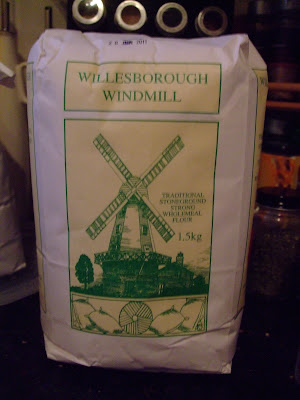 WILLESBOROUGH
WINDMILL
TRADITIONAL
STONEGROUND
STRONG
WHOLEMEAL
FLOUR
1.5kg